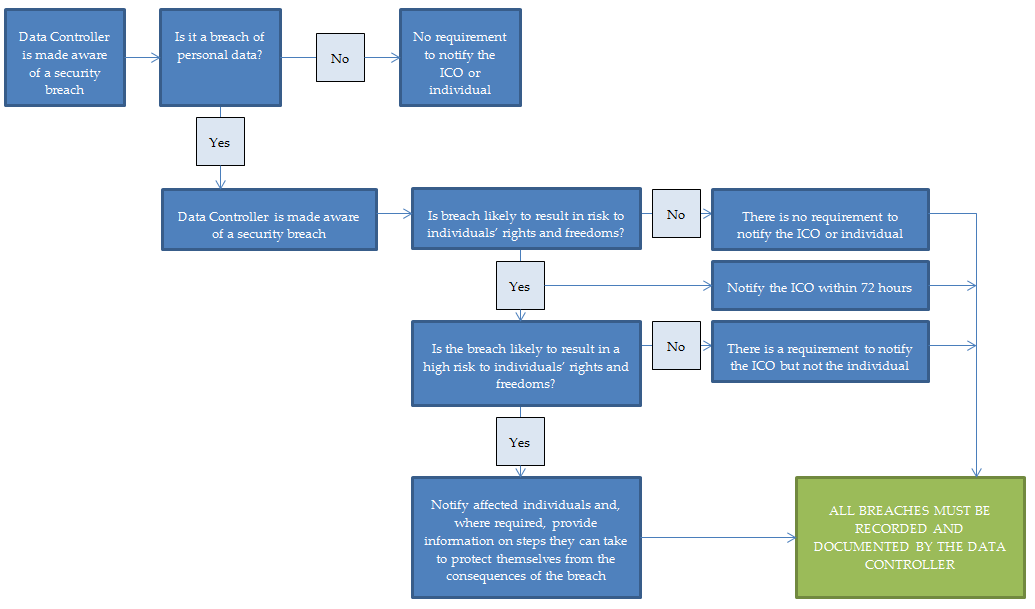 Data Controller
is made aware
of a security
breach
Is it a breach of
personal data?
No
No requirement
to notify the
ICO or
individual
Yes
Data Controller is made aware
of a security breach
Is breach likely to result in risk to
individuals’ rights and freedoms?
No
There is no requirement to
notify the ICO or individual
Yes
Notify the ICO within 72 hours
Is the breach likely to result in a
high risk to individuals’ rights and
freedoms?
No
There is a requirement to notify
the ICO but not the individual
Yes
Notify affected individuals and,
where required, provide
information on steps they can take
to protect themselves from the
consequences of the breach
ALL BREACHES MUST BE
RECORDED AND
DOCUMENTED BY THE DATA
CONTROLLER